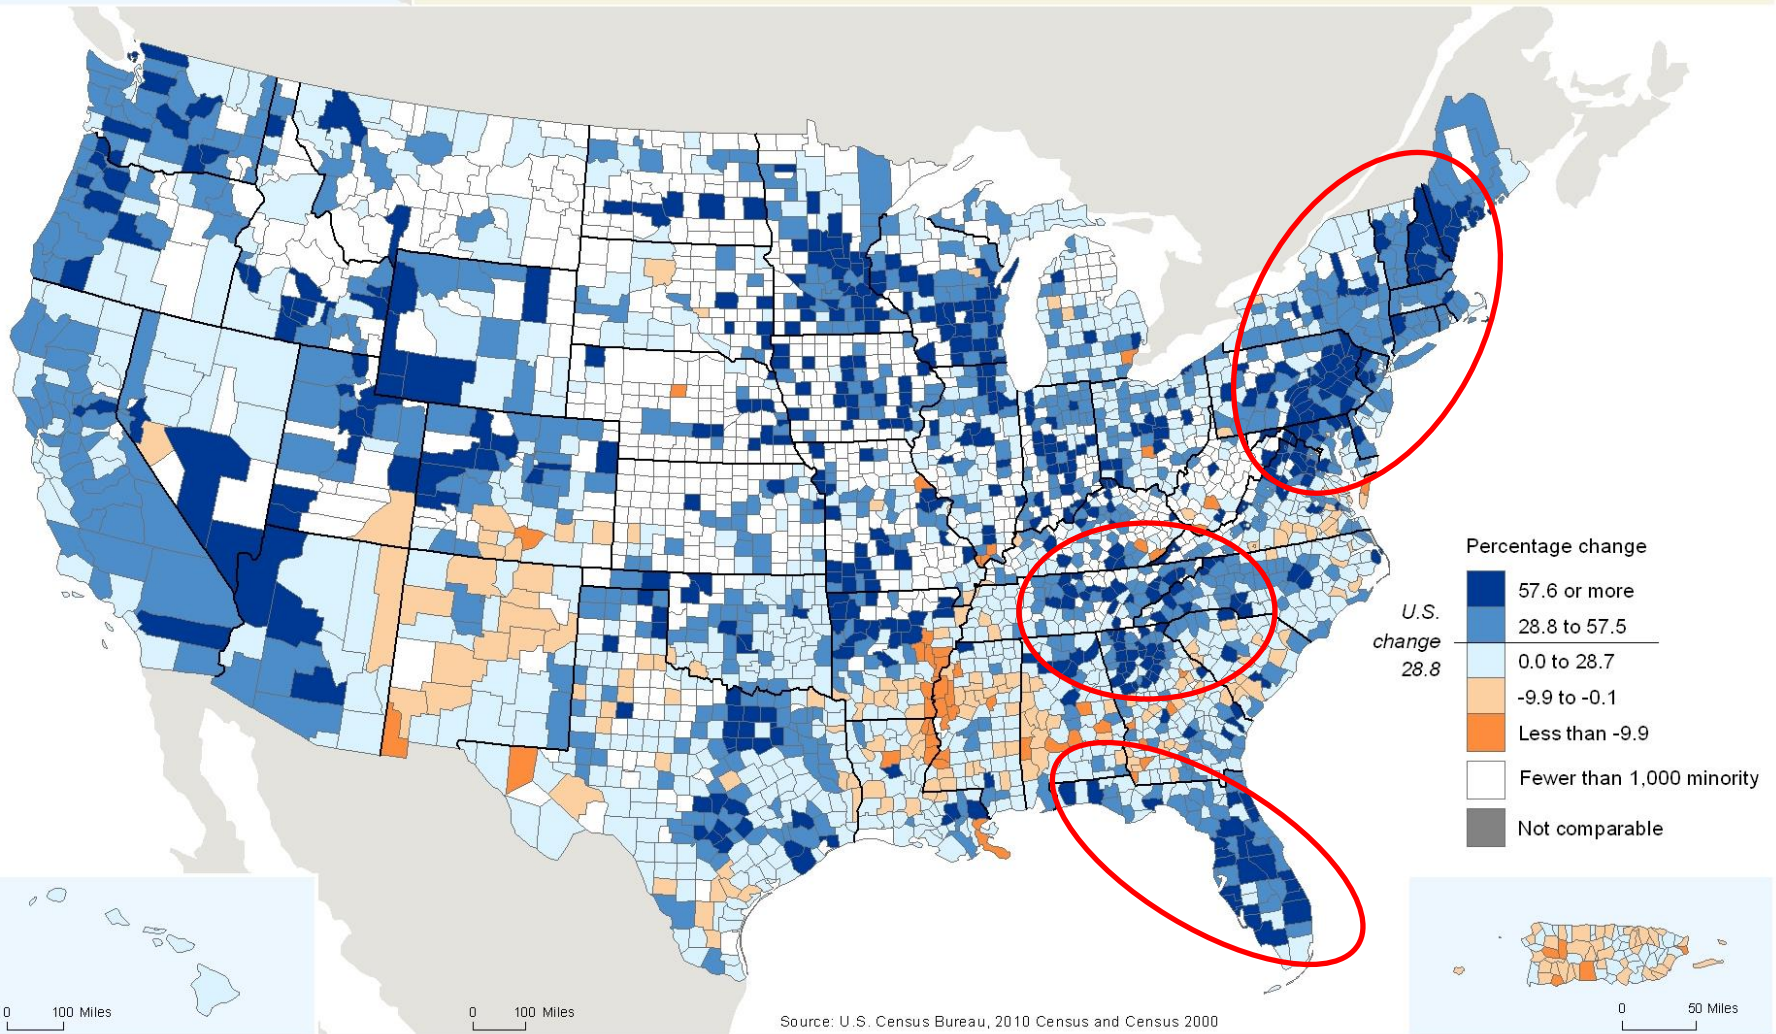 Percentage change
57.6 or more
28.8 to 57.5
U.S.
change
28.8
0.0 to 28.7
-9.9 to -0.1
Less than -9.9
Fewer than 1,000 minority
Not comparable
0 100 Miles
0 100 Miles
Source: U.S. Census Bureau, 2010 Census and Census 2000
0 50 Miles